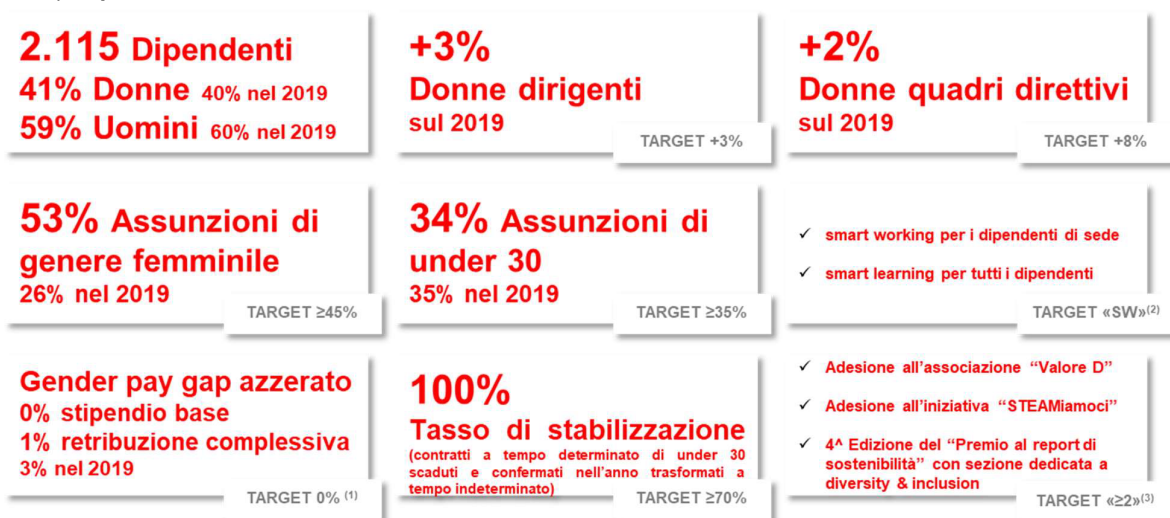 2.115 Dipendenti
41% Donne 40% nel 2019
59% Uomini 60% nel 2019
+3%
Donne dirigenti
sul 2019
TARGET +3%
+2%
Donne quadri direttivi
sul 2019
TARGET +8%
53% Assunzioni di
genere femminile
26% nel 2019
TARGET ≥45%
34% Assunzioni di
under 30
35% nel 2019
TARGET ≥35%
✓ smart working per i dipendenti di sede
✓ smart learning per tutti i dipendenti
TARGET «SW»(2)
Gender pay gap azzerato
0% stipendio base
1% retribuzione complessiva
3% nel 2019
TARGET 0% (1)
100%
Tasso di stabilizzazione
(contratti a tempo determinato di under 30
scaduti e confermati nell'anno trasformati a
tempo indeterminato)
TARGET ≥70%
✓ Adesione all'associazione "Valore D"
✓ Adesione all'iniziativa "STEAMiamoci"
✓ 4^ Edizione del "Premio al report di
sostenibilità" con sezione dedicata a
diversity & inclusion
TARGET «≥2»(3)